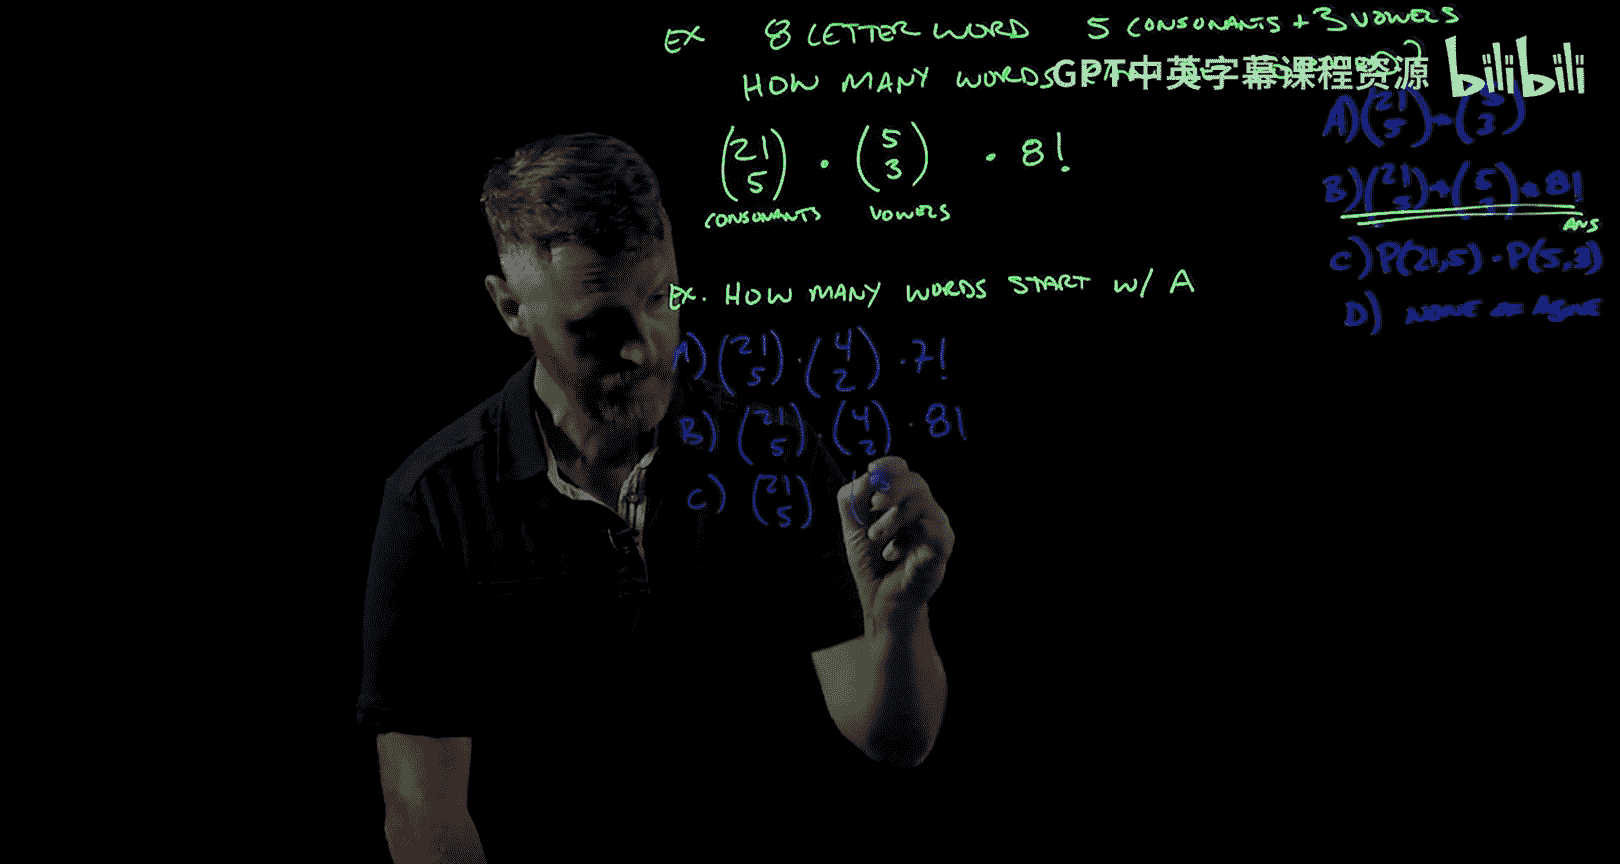 EX 8 LETTER WORD 5 CONSONANTS + 3 VOWELS
HOW MANY WORDS
GPT中英字幕课程资源 bilibili
(21 5) · (5 3) · 8!
CONSONANTS VOWELS
A) (21 5) + (5 3)
B) (21 5) + (5 3) * 8!
ANS
C) P(21,5) · P(5,3)
D) NONE
EX. HOW MANY WORDS START W/ A
A) (21 5) · (4 2) · 7!
B) (21 5) · (4 2) · 8!
C) (21 5) (